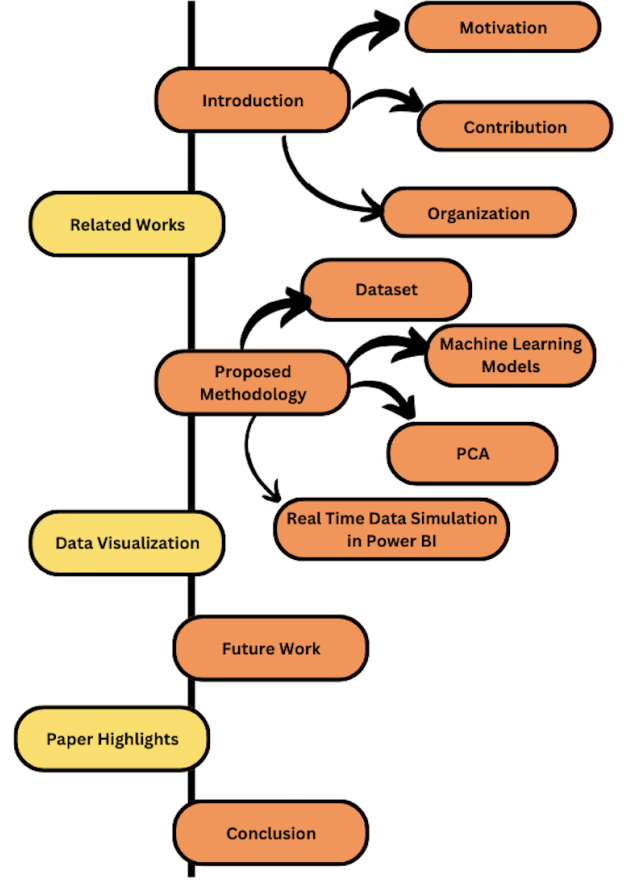 Motivation
Introduction
Contribution
Organization
Related Works
Dataset
Machine Learning
Models
Proposed
Methodology
PCA
Real Time Data Simulation
in Power BI
Data Visualization
Future Work
Paper Highlights
Conclusion